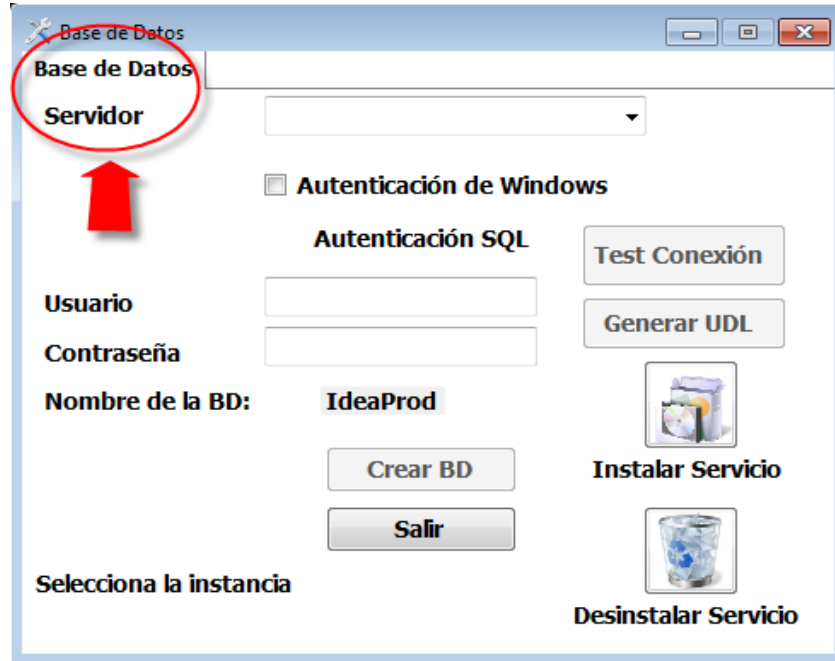 Base de Datos
Base de Datos
Servidor
Autenticación de Windows
Autenticación SQL
Test Conexión
Usuario
Generar UDL
Contraseña
Nombre de la BD: IdeaProd
Crear BD
Instalar Servicio
Salir
Selecciona la instancia
Desinstalar Servicio